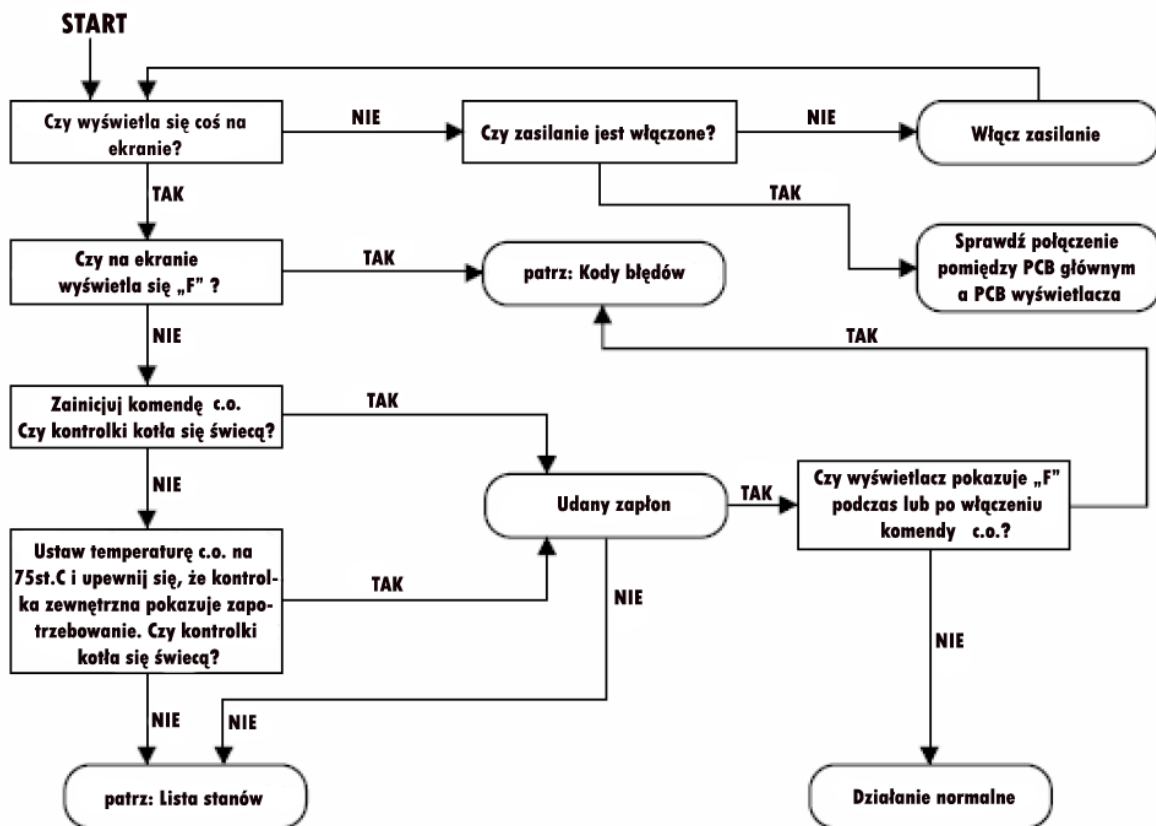 START
Czy wyświetla się coś na
ekranie?
NIE
Czy zasilanie jest włączone?
NIE
Włącz zasilanie
TAK
TAK
Czy na ekranie
wyświetla się „F” ?
TAK
patrz: Kody błędów
Sprawdź połączenie
pomiędzy PCB głównym
a PCB wyświetlacza
NIE
TAK
Zainicjuj komendę c.o.
Czy kontrolki kotła się świecą?
TAK
NIE
Udany zapłon
TAK
Czy wyświetlacz pokazuje „F”
podczas lub po włączeniu
komendy c.o.?
Ustaw temperaturę c.o. na
75st.C i upewnij się, że kontrol-
ka zewnętrzna pokazuje zapo-
trzebowanie. Czy kontrolki
kotła się świecą?
TAK
NIE
NIE
NIE
NIE
patrz: Lista stanów
Działanie normalne